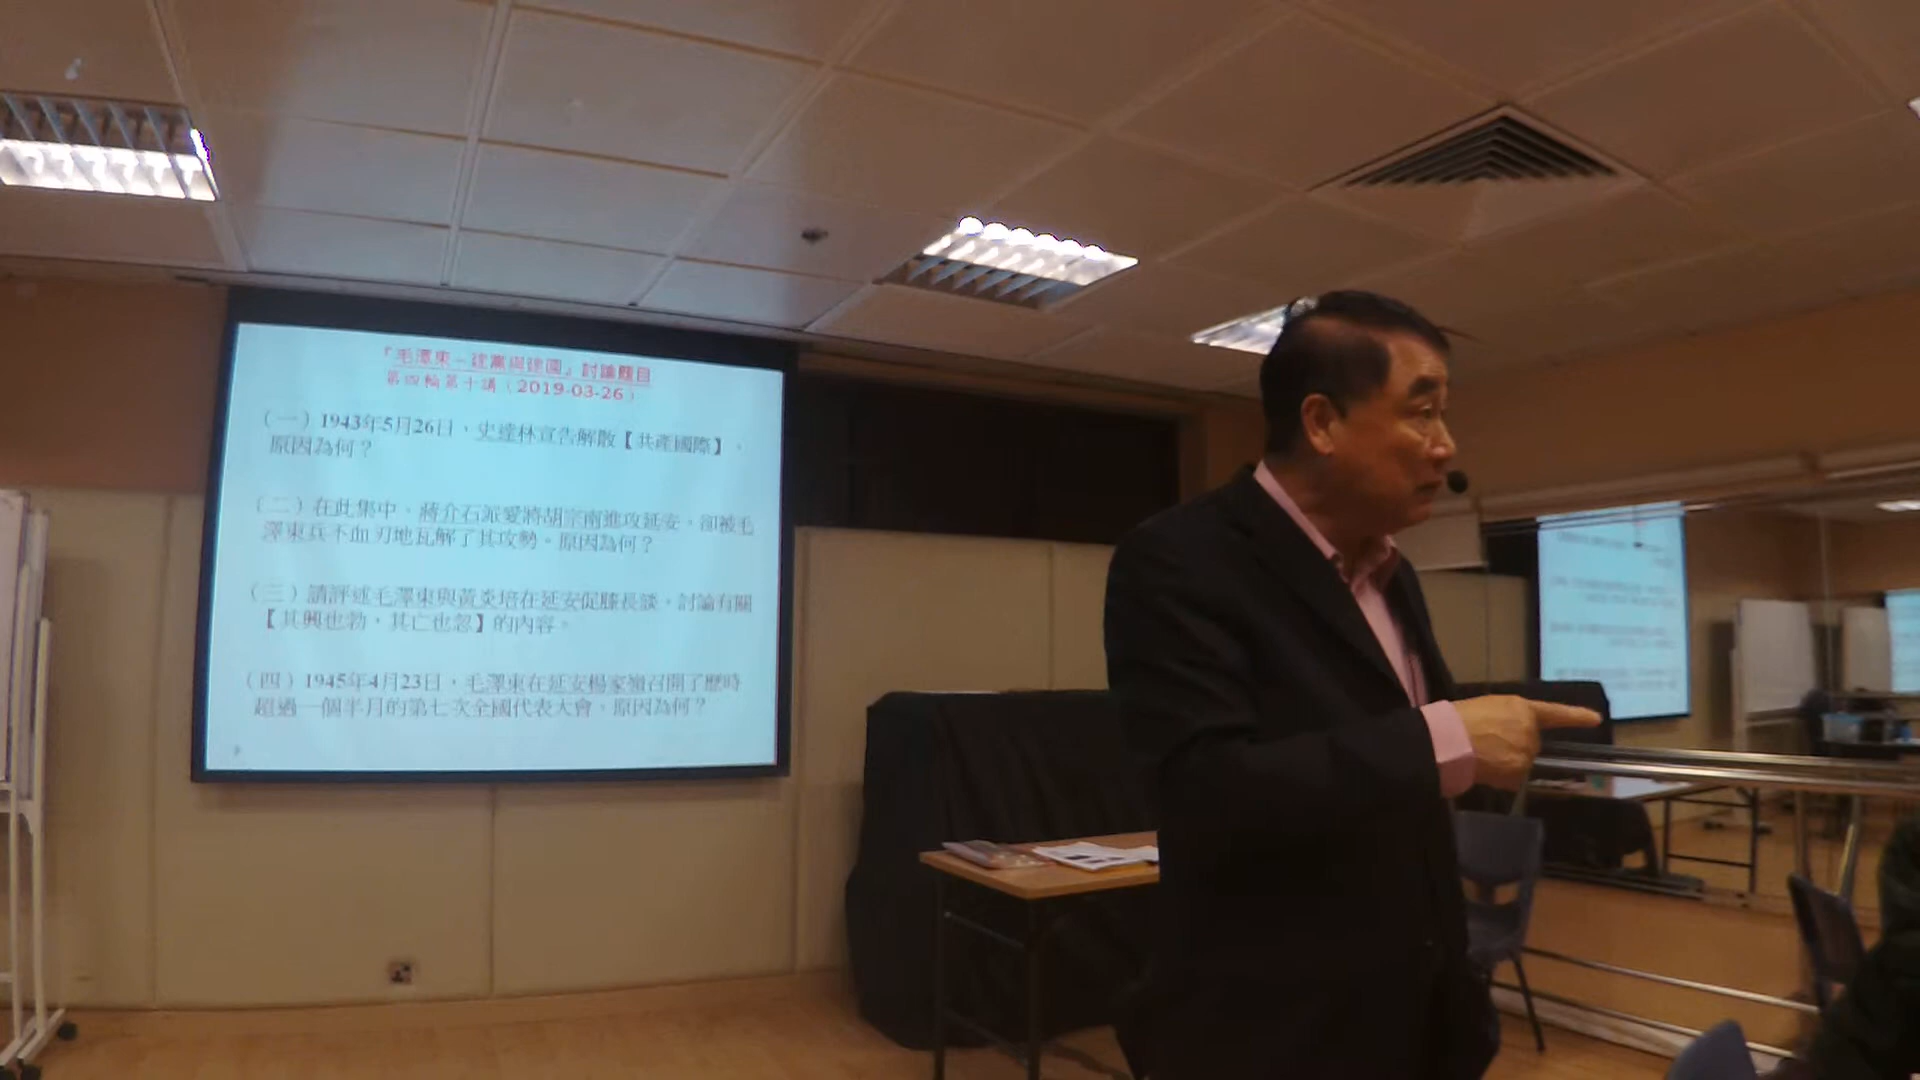 『毛澤東－建黨與建國』討論題目
第四輪第十講（2019-03-26）
（一）1943年5月26日，史達林宣告解散【共產國際】，
原因為何？
（二）在此集中，蔣介石派愛將胡宗南進攻延安，卻被毛
澤東兵不血刃地瓦解了其攻勢。原因為何？
（三）請評述毛澤東與黃炎培在延安促膝長談，討論有關
【其興也勃，其亡也忽】的內容。
（四）1945年4月23日，毛澤東在延安楊家嶺召開了歷時
超過一個半月的第七次全國代表大會，原因為何？